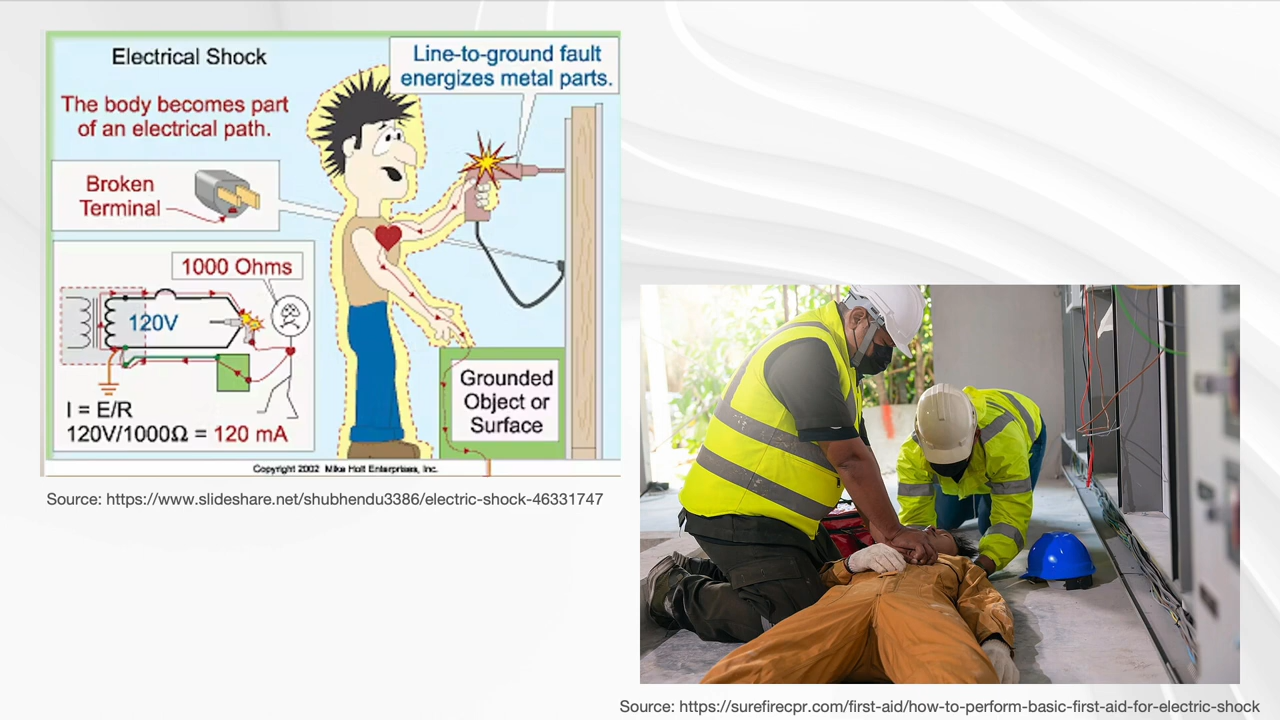 Electrical Shock
Line-to-ground fault
energizes metal parts.
The body becomes part
of an electrical path.
Broken
Terminal
1000 Ohms
120V
I = E/R
120V/1000Ω = 120 mA
Grounded
Object or
Surface
Copyright 2002 Mike Holt Enterprises, Inc.
Source: https://www.slideshare.net/shubhendu3386/electric-shock-46331747
Source: https://surefirecpr.com/first-aid/how-to-perform-basic-first-aid-for-electric-shock